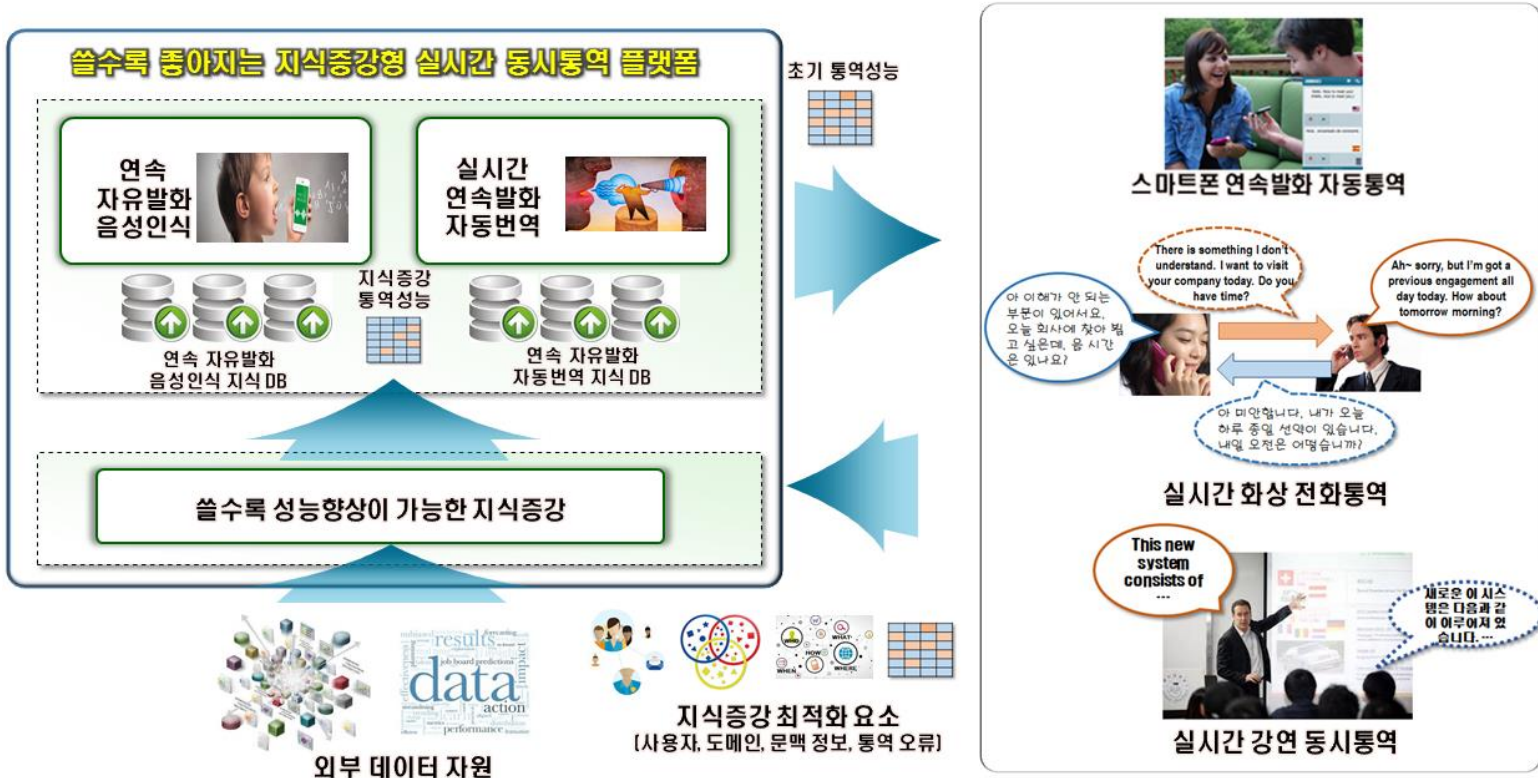 쓸수록 좋아지는 지식증강형 실시간 동시통역 플랫폼
연속
자유발화
음성인식
실시간
연속발화
자동번역
지식증강
통역성능
연속 자유발화
음성인식 지식 DB
연속 자유발화
자동번역 지식 DB
쓸수록 성능향상이 가능한 지식증강
results
job board predictions
data
action
performance
외부 데이터 자원
WHO
WHAT
HOW
WHEN
WHERE
지식증강 최적화 요소
(사용자, 도메인, 문맥 정보, 통역 오류)
초기 통역성능
스마트폰 연속발화 자동통역
There is something I don't
understand. I want to visit
your company today. Do you
have time?
Ah~ sorry, but I'm got a
previous engagement all
day today. How about
tomorrow morning?
아 이해가 안 되는
부분이 있어서요,
오늘 회사에 찾아 뵙
고 싶은데, 음 시간
은 있나요?
아 미안합니다, 내가 오늘
하루 종일 선약이 있습니다,
내일 오전은 어떻습니까?
실시간 화상 전화통역
This new
system
consists of
...
새로운 이 시스
템은 다음과 같
이 이루어져 있
습니다. ...
실시간 강연 동시통역